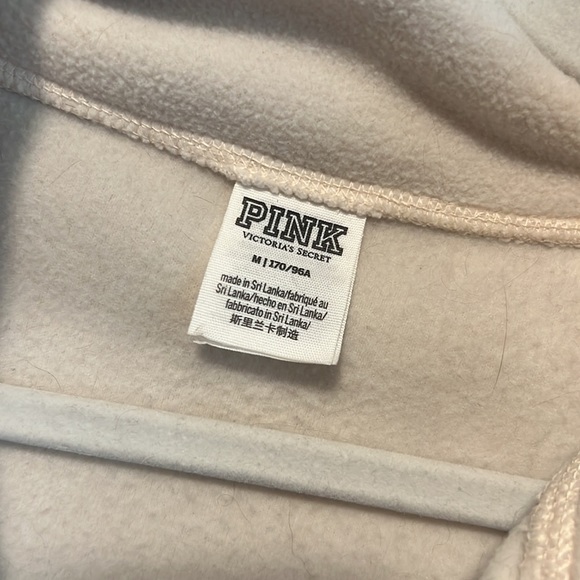 PINK
VICTORIA'S SECRET
M | 170/96A
made in Sri Lanka/fabriqué au
Sri Lanka/hecho en Sri Lanka/
fabbricato in Sri Lanka/
斯里兰卡制造